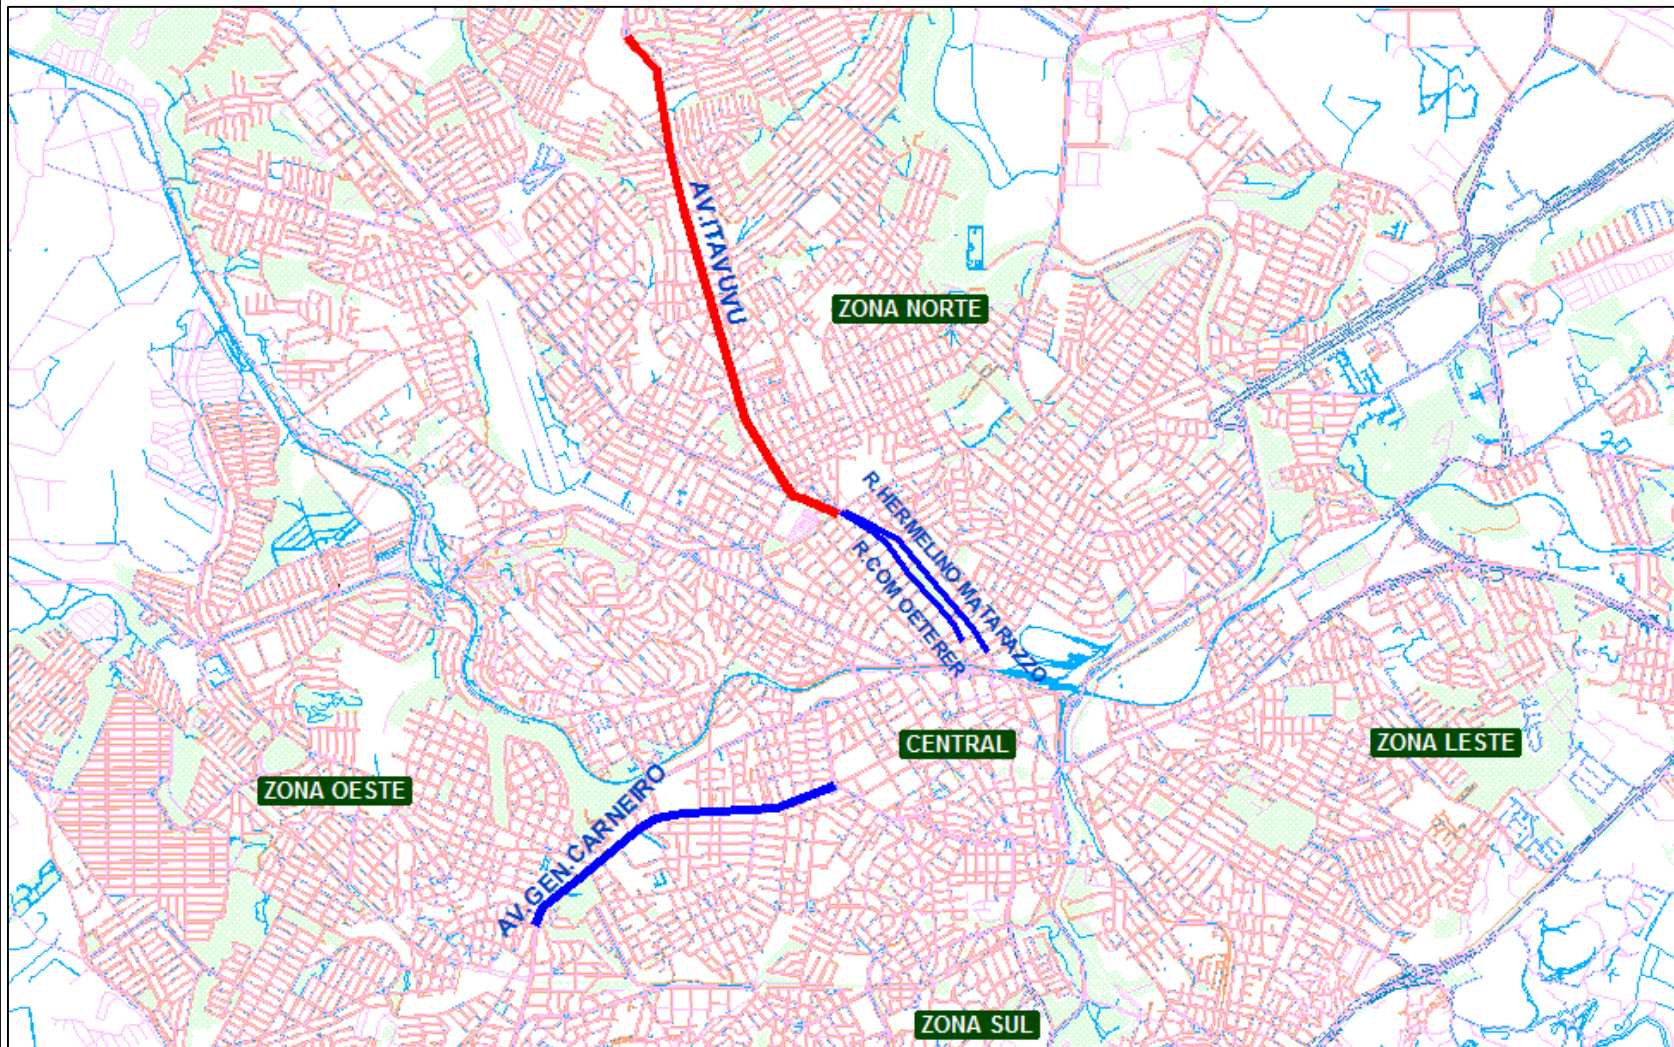 AV.ITAVUVU
ZONA NORTE
R.HERMELINO MATARAZZO
R.COM OETERER
CENTRAL
ZONA LESTE
ZONA OESTE
AV.GEN.CARNEIRO
ZONA SUL